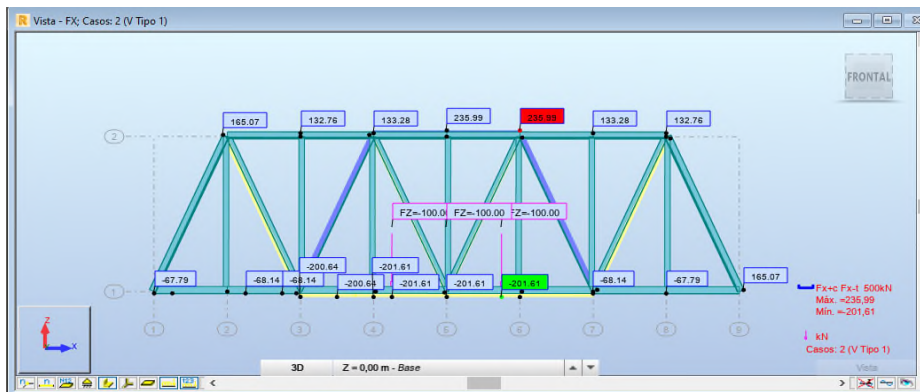 R Vista - FX; Casos: 2 (V Tipo 1)
FRONTAL
165.07 132.76 133.28 235.99 235.99 133.28 132.76
2
FZ=-100.00 FZ=-100.00 FZ=-100.00
-200.64 -201.61
-67.79 -68.14 -68.14 -200.64 -201.61 -201.61 -201.61 -68.14 -67.79 165.07
1
Fx+c Fx-t 500kN
Máx. =235,99
Mín. =-201,61
1 2 3 4 5 6 7 8 9
Z
X
kN
Casos: 2 (V Tipo 1)
3D Z = 0,00 m - Base
Vista